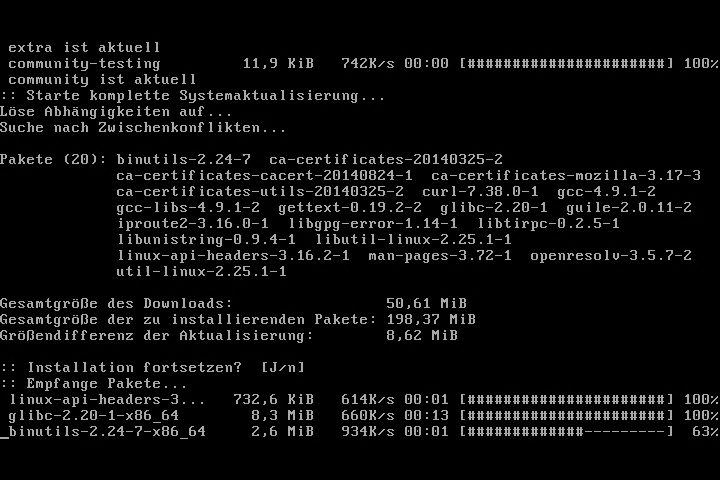 extra ist aktuell
community-testing 11,9 KiB 742K/s 00:00 [######################] 100%
community ist aktuell
:: Starte komplette Systemaktualisierung...
Löse Abhängigkeiten auf...
Suche nach Zwischenkonflikten...
Pakete (20): binutils-2.24-7 ca-certificates-20140325-2
ca-certificates-cacert-20140824-1 ca-certificates-mozilla-3.17-3
ca-certificates-utils-20140325-2 curl-7.38.0-1 gcc-4.9.1-2
gcc-libs-4.9.1-2 gettext-0.19.2-2 glibc-2.20-1 guile-2.0.11-2
iproute2-3.16.0-1 libgpg-error-1.14-1 libtirpc-0.2.5-1
libunistring-0.9.4-1 libutil-linux-2.25.1-1
linux-api-headers-3.16.2-1 man-pages-3.72-1 openresolv-3.5.7-2
util-linux-2.25.1-1
Gesamtgröße des Downloads: 50,61 MiB
Gesamtgröße der zu installierenden Pakete: 198,37 MiB
Größendifferenz der Aktualisierung: 8,62 MiB
:: Installation fortsetzen? [J/n]
:: Empfange Pakete...
linux-api-headers-3... 732,6 KiB 614K/s 00:01 [######################] 100%
glibc-2.20-1-x86_64 8,3 MiB 660K/s 00:13 [######################] 100%
_binutils-2.24-7-x86_64 2,6 MiB 934K/s 00:01 [#############---------] 63%